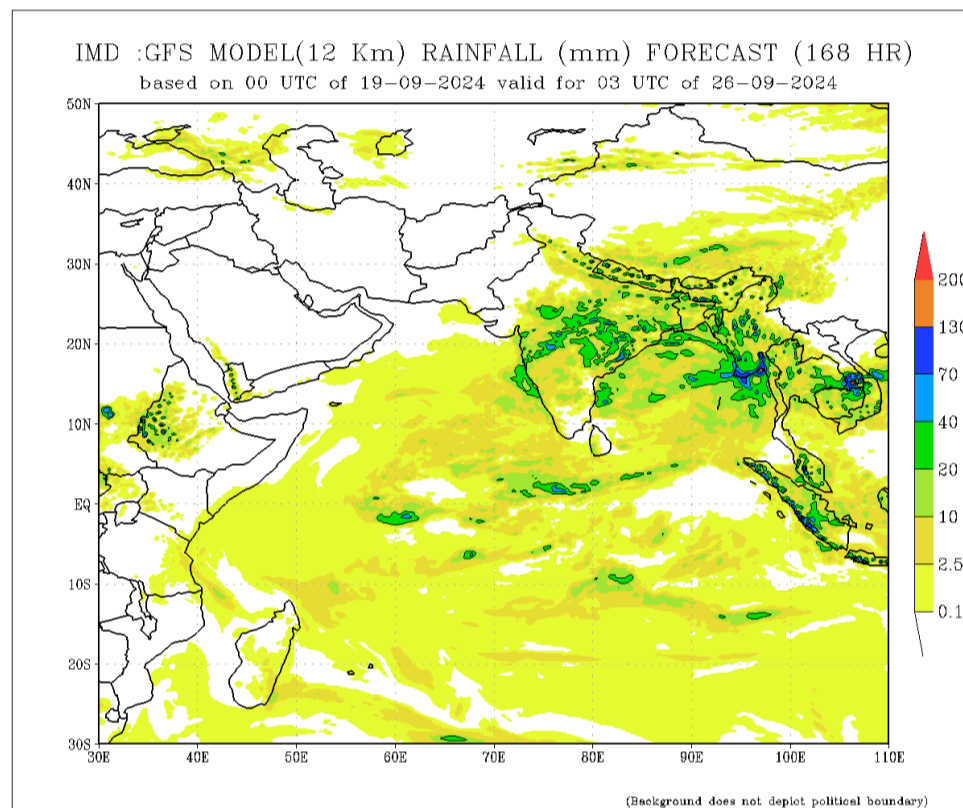 IMD :GFS MODEL(12 Km) RAINFALL (mm) FORECAST (168 HR)
based on 00 UTC of 19-09-2024 valid for 03 UTC of 26-09-2024
50N
40N
30N
20N
10N
EQ
10S
20S
30S
30E 40E 50E 60E 70E 80E 90E 100E 110E
200
130
70
40
20
10
2.5
0.1
(Background does not depict political boundary)